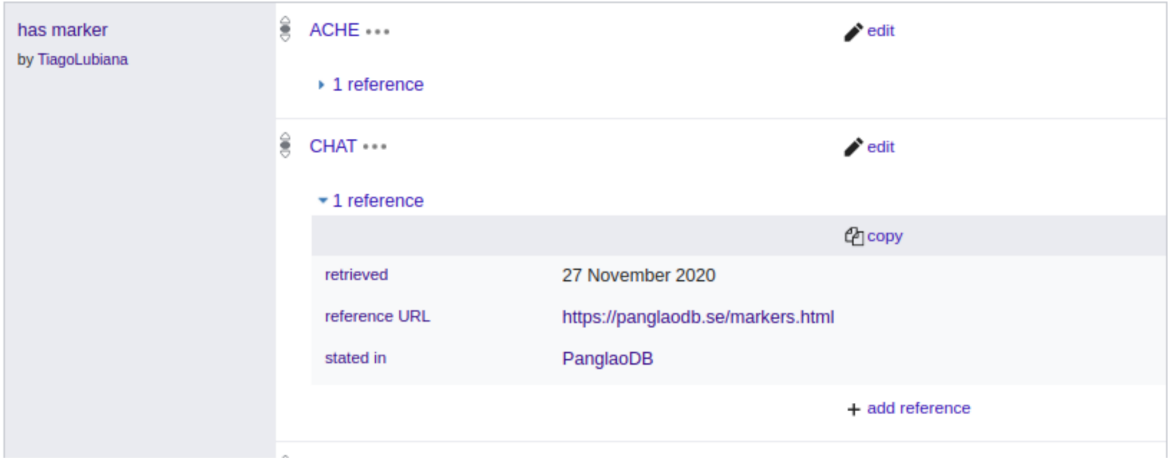 has marker
by TiagoLubiana
ACHE •••
edit
1 reference
CHAT •••
edit
1 reference
copy
retrieved 27 November 2020
reference URL https://panglaodb.se/markers.html
stated in PanglaoDB
+ add reference